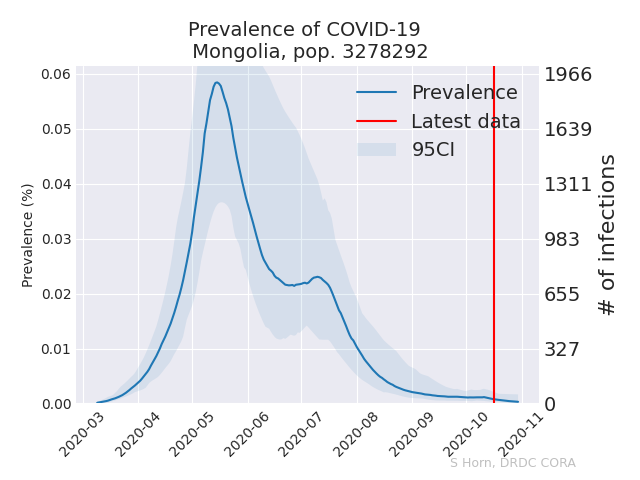 Prevalence of COVID-19
Mongolia, pop. 3278292
Prevalence (%)
0.06
0.05
0.04
0.03
0.02
0.01
0.00
Prevalence
Latest data
95CI
1966
1639
1311
983
655
327
0
# of infections
2020-03
2020-04
2020-05
2020-06
2020-07
2020-08
2020-09
2020-10
2020-11
S Horn, DRDC CORA